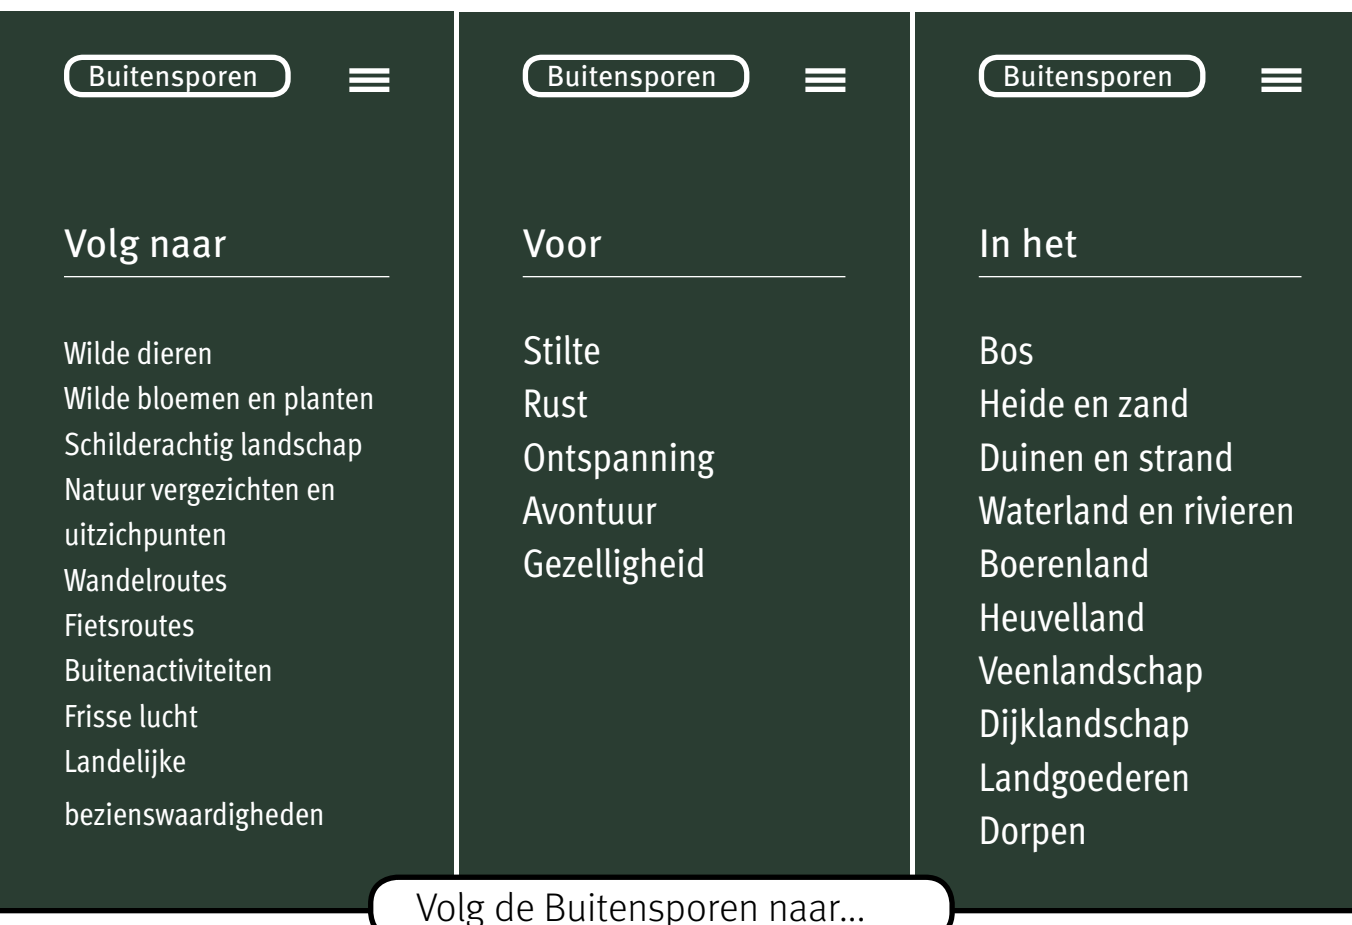 Buitensporen
Volg naar
Wilde dieren
Wilde bloemen en planten
Schilderachtig landschap
Natuur vergezichten en
uitzichpunten
Wandelroutes
Fietsroutes
Buitenactiviteiten
Frisse lucht
Landelijke
bezienswaardigheden
Buitensporen
Voor
Stilte
Rust
Ontspanning
Avontuur
Gezelligheid
Buitensporen
In het
Bos
Heide en zand
Duinen en strand
Waterland en rivieren
Boerenland
Heuvelland
Veenlandschap
Dijklandschap
Landgoederen
Dorpen
Volg de Buitensporen naar...